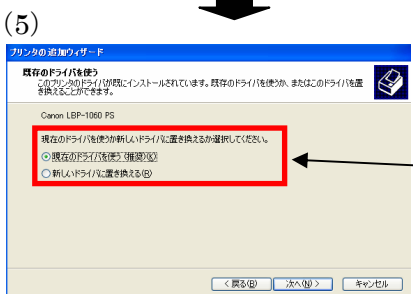 (5)
プリンタの追加ウィザード
既存のドライバを使う
このプリンタのドライバが既にインストールされています。既存のドライバを使うか、またはこのドライバを置
き換えることができます。
Canon LBP-1060 PS
現在のドライバを使うか新しいドライバに置き換えるか選択してください。
現在のドライバを使う (推奨)(K)
新しいドライバに置き換える(R)
< 戻る(B)
次へ(N) >
キャンセル